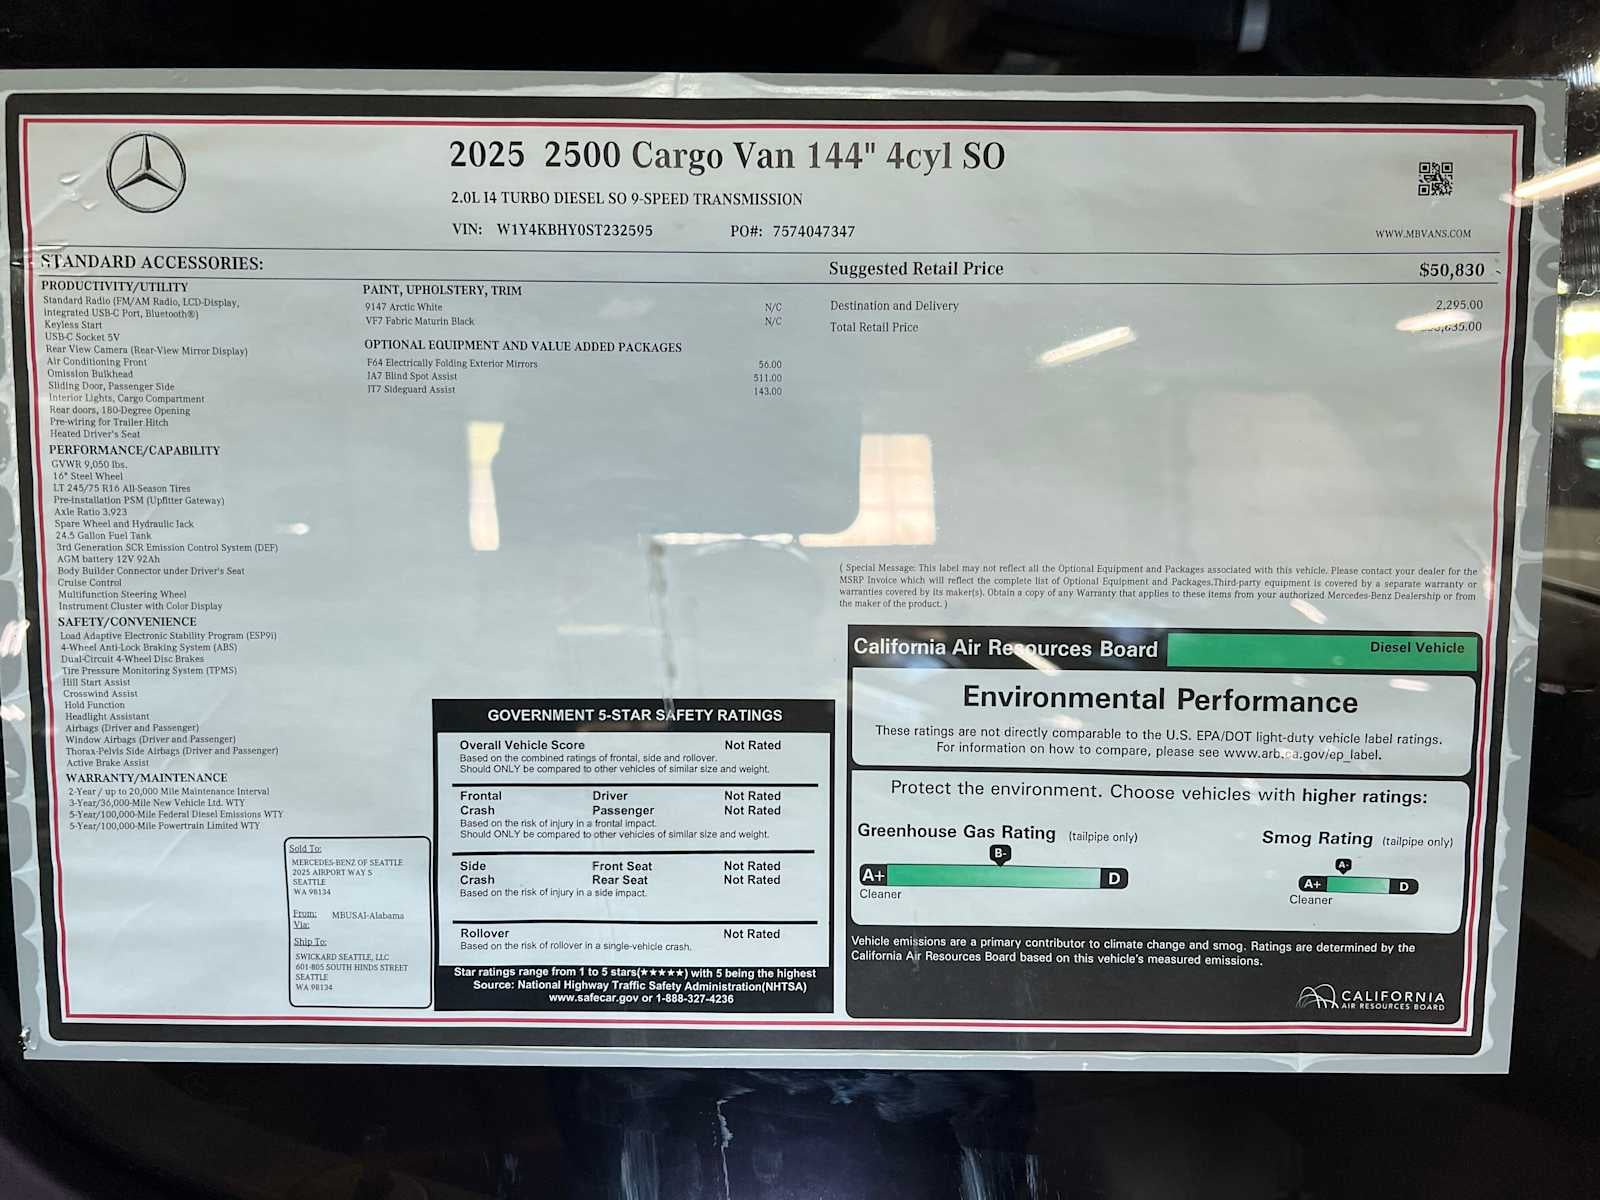 2025 2500 Cargo Van 144" 4cyl SO
2.0L I4 TURBO DIESEL SO 9-SPEED TRANSMISSION
VIN: W1Y4KBHY0ST232595 PO#: 7574047347
WWW.MBVANS.COM
STANDARD ACCESSORIES:
PRODUCTIVITY/UTILITY
Standard Radio (FM/AM Radio, LCD-Display,
integrated USB-C Port, Bluetooth®)
Keyless Start
USB-C Socket 5V
Rear View Camera (Rear-View Mirror Display)
Air Conditioning Front
Omission Bulkhead
Sliding Door, Passenger Side
Interior Lights, Cargo Compartment
Rear doors, 180-Degree Opening
Pre-wiring for Trailer Hitch
Heated Driver's Seat
PERFORMANCE/CAPABILITY
GVWR 9,050 lbs.
16" Steel Wheel
LT 245/75 R16 All-Season Tires
Pre-installation PSM (Upfitter Gateway)
Axle Ratio 3,923
Spare Wheel and Hydraulic Jack
24.5 Gallon Fuel Tank
3rd Generation SCR Emission Control System (DEF)
AGM battery 12V 92Ah
Body Builder Connector under Driver's Seat
Cruise Control
Multifunction Steering Wheel
Instrument Cluster with Color Display
SAFETY/CONVENIENCE
Load Adaptive Electronic Stability Program (ESP9i)
4-Wheel Anti-Lock Braking System (ABS)
Dual-Circuit 4-Wheel Disc Brakes
Tire Pressure Monitoring System (TPMS)
Hill Start Assist
Crosswind Assist
Hold Function
Headlight Assistant
Airbags (Driver and Passenger)
Window Airbags (Driver and Passenger)
Thorax-Pelvis Side Airbags (Driver and Passenger)
Active Brake Assist
WARRANTY/MAINTENANCE
2-Year / up to 20,000 Mile Maintenance Interval
3-Year/36,000-Mile New Vehicle Ltd. WTY
5-Year/100,000-Mile Federal Diesel Emissions WTY
5-Year/100,000-Mile Powertrain Limited WTY
PAINT, UPHOLSTERY, TRIM
9147 Arctic White N/C
VF7 Fabric Maturin Black N/C
OPTIONAL EQUIPMENT AND VALUE ADDED PACKAGES
F64 Electrically Folding Exterior Mirrors 56.00
JA7 Blind Spot Assist 511.00
JT7 Sideguard Assist 143.00
Suggested Retail Price $50,830
Destination and Delivery 2,295.00
Total Retail Price
( Special Message: This label may not reflect all the Optional Equipment and Packages associated with this vehicle. Please contact your dealer for the
MSRP Invoice which will reflect the complete list of Optional Equipment and Packages.Third-party equipment is covered by a separate warranty or
warranties covered by its maker(s). Obtain a copy of any Warranty that applies to these items from your authorized Mercedes-Benz Dealership or from
the maker of the product. )
Sold To:
MERCEDES-BENZ OF SEATTLE
2025 AIRPORT WAY S
SEATTLE
WA 98134
From: MBUSAI-Alabama
Via:
Ship To:
SWICKARD SEATTLE, LLC
601-805 SOUTH HINDS STREET
SEATTLE
WA 98134
GOVERNMENT 5-STAR SAFETY RATINGS
Overall Vehicle Score Not Rated
Based on the combined ratings of frontal, side and rollover.
Should ONLY be compared to other vehicles of similar size and weight.
Frontal Driver Not Rated
Crash Passenger Not Rated
Based on the risk of injury in a frontal impact.
Should ONLY be compared to other vehicles of similar size and weight.
Side Front Seat Not Rated
Crash Rear Seat Not Rated
Based on the risk of injury in a side impact.
Rollover Not Rated
Based on the risk of rollover in a single-vehicle crash.
Star ratings range from 1 to 5 stars(★★★★★) with 5 being the highest
Source: National Highway Traffic Safety Administration(NHTSA)
www.safecar.gov or 1-888-327-4236
California Air Resources Board Diesel Vehicle
Environmental Performance
These ratings are not directly comparable to the U.S. EPA/DOT light-duty vehicle label ratings.
For information on how to compare, please see www.arb.ca.gov/ep_label.
Protect the environment. Choose vehicles with higher ratings:
Greenhouse Gas Rating (tailpipe only)
B-
A+ D
Cleaner
Smog Rating (tailpipe only)
A-
A+ D
Cleaner
Vehicle emissions are a primary contributor to climate change and smog. Ratings are determined by the
California Air Resources Board based on this vehicle's measured emissions.
CALIFORNIA
AIR RESOURCES BOARD